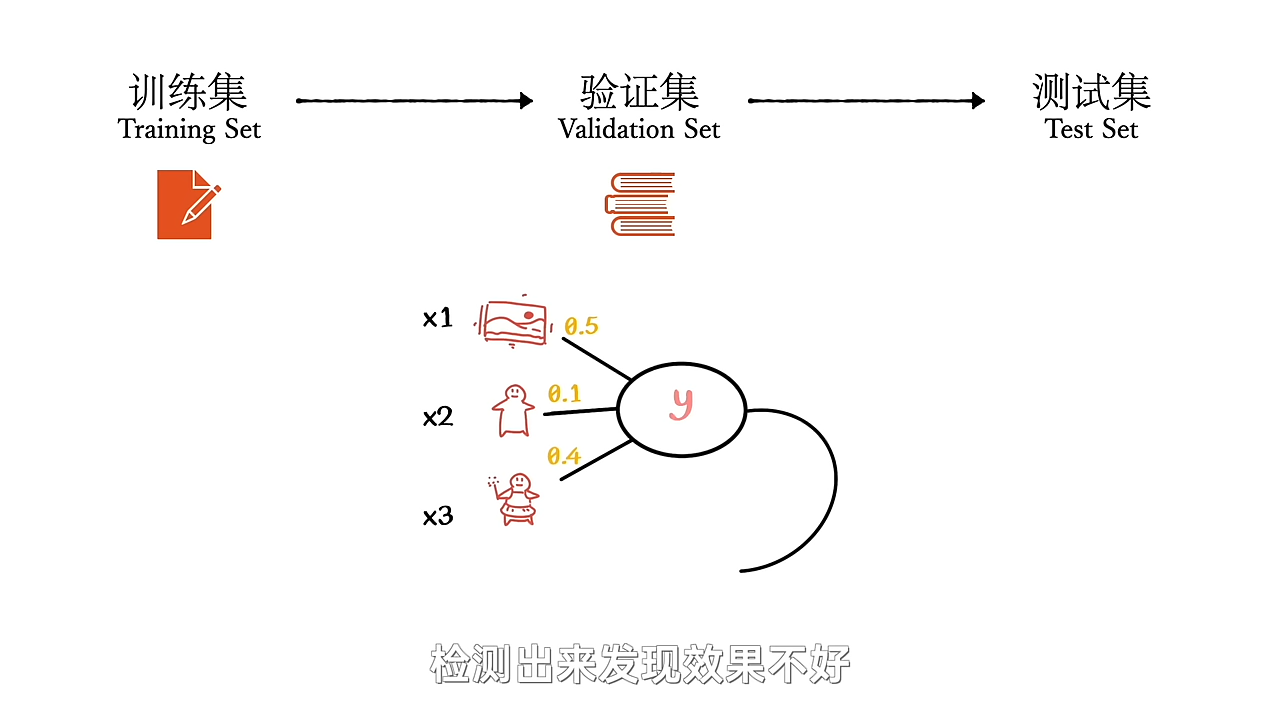 训练集
Training Set
验证集
Validation Set
测试集
Test Set
x1
0.5
x2
0.1
x3
0.4
y
检测出来发现效果不好